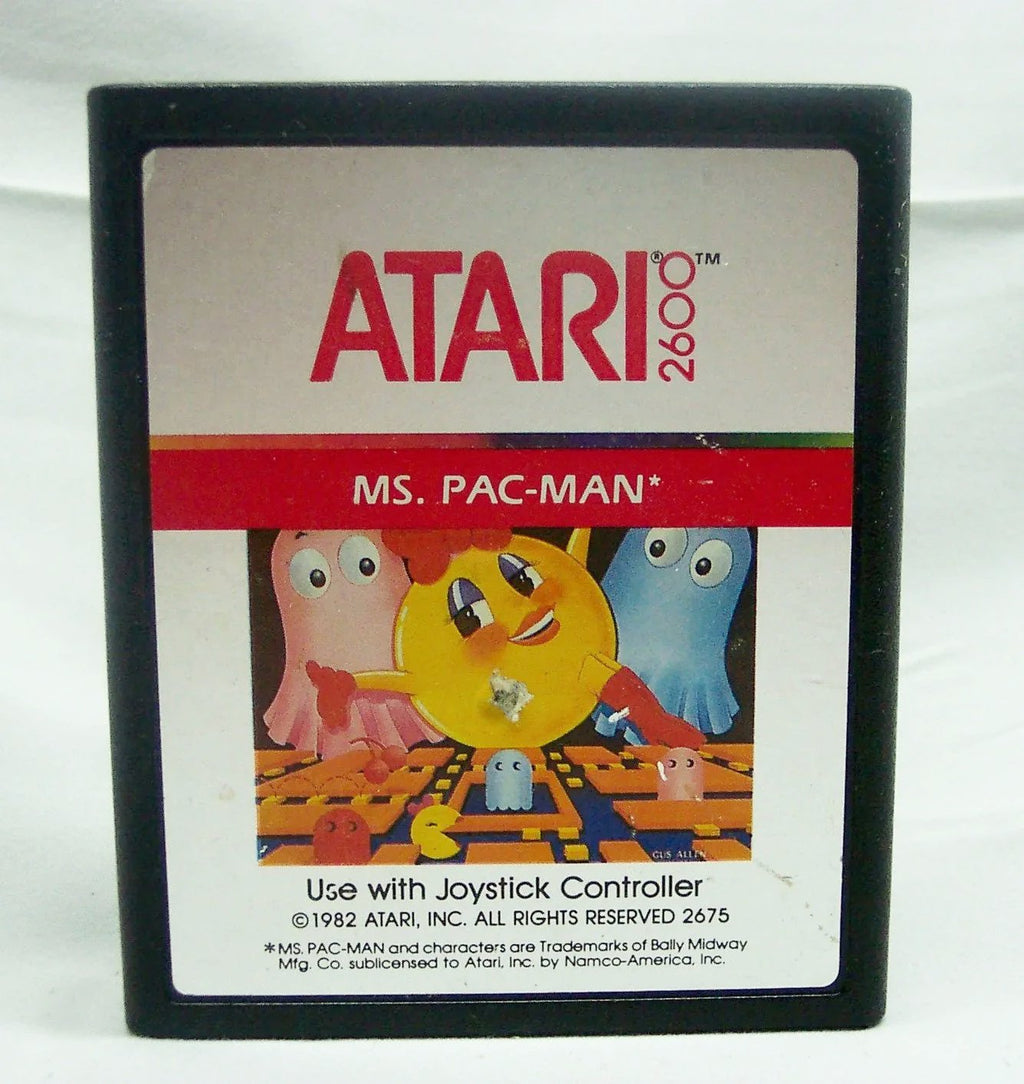 ATARI® 2600™
MS. PAC-MAN*
GUS ALLEN
Use with Joystick Controller
©1982 ATARI, INC. ALL RIGHTS RESERVED 2675
*MS. PAC-MAN and characters are Trademarks of Bally Midway
Mfg. Co. sublicensed to Atari, Inc. by Namco-America, Inc.